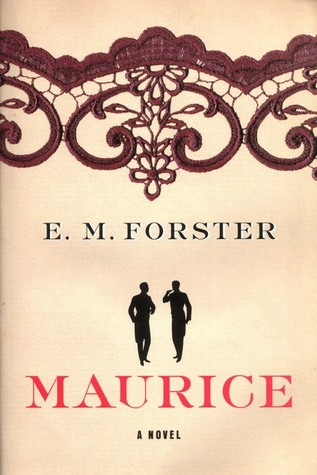 E. M. FORSTER
MAURICE
A NOVEL